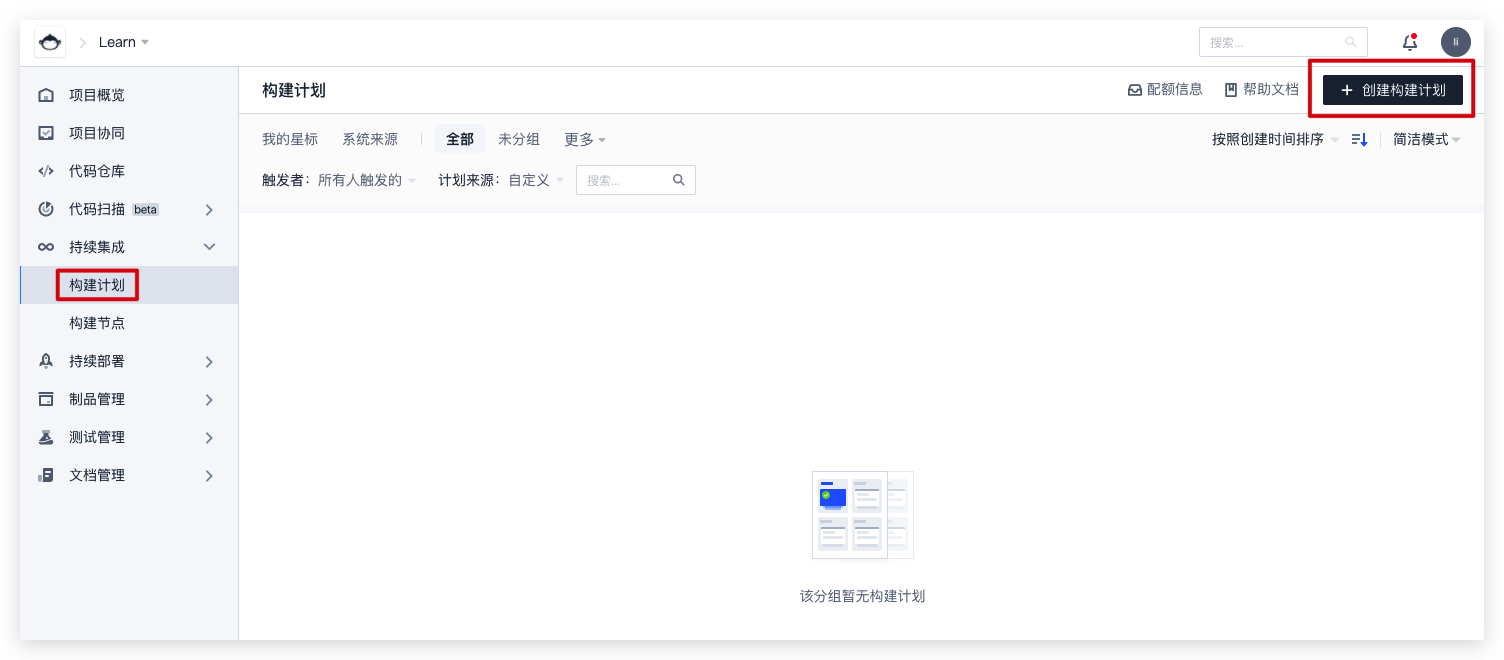 Learn
搜索...
li
项目概览
项目协同
代码仓库
代码扫描 beta
持续集成
构建计划
构建节点
持续部署
制品管理
测试管理
文档管理
构建计划
配额信息
帮助文档
+ 创建构建计划
我的星标 系统来源 全部 未分组 更多
按照创建时间排序 简洁模式
触发者: 所有人触发的 计划来源: 自定义 搜索...
该分组暂无构建计划